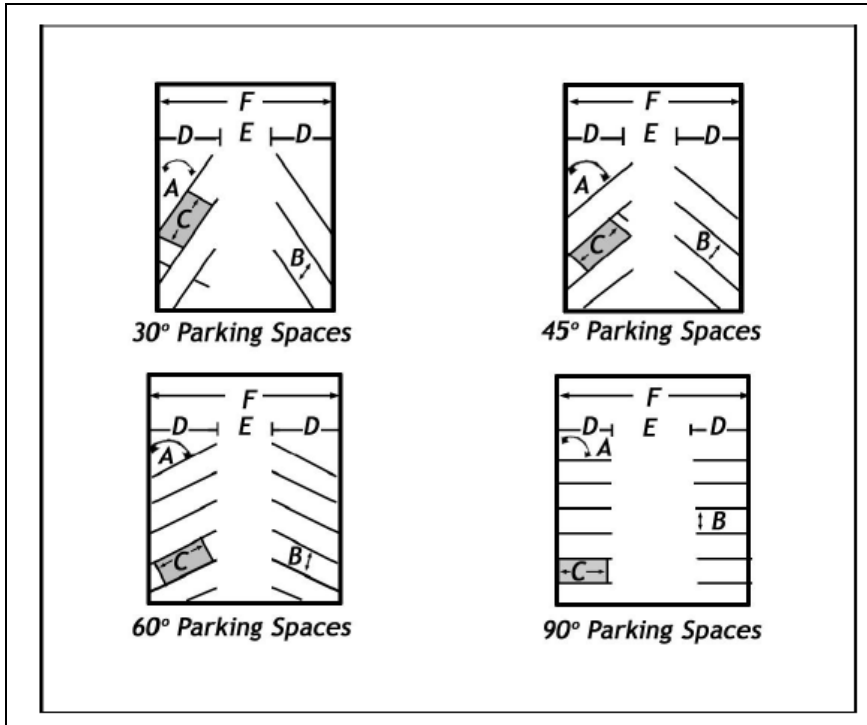 F
D E D
A
C
B
30° Parking Spaces
F
D E D
A
C
B
45° Parking Spaces
F
D E D
A
C
B
60° Parking Spaces
F
D E D
A
B
C
90° Parking Spaces